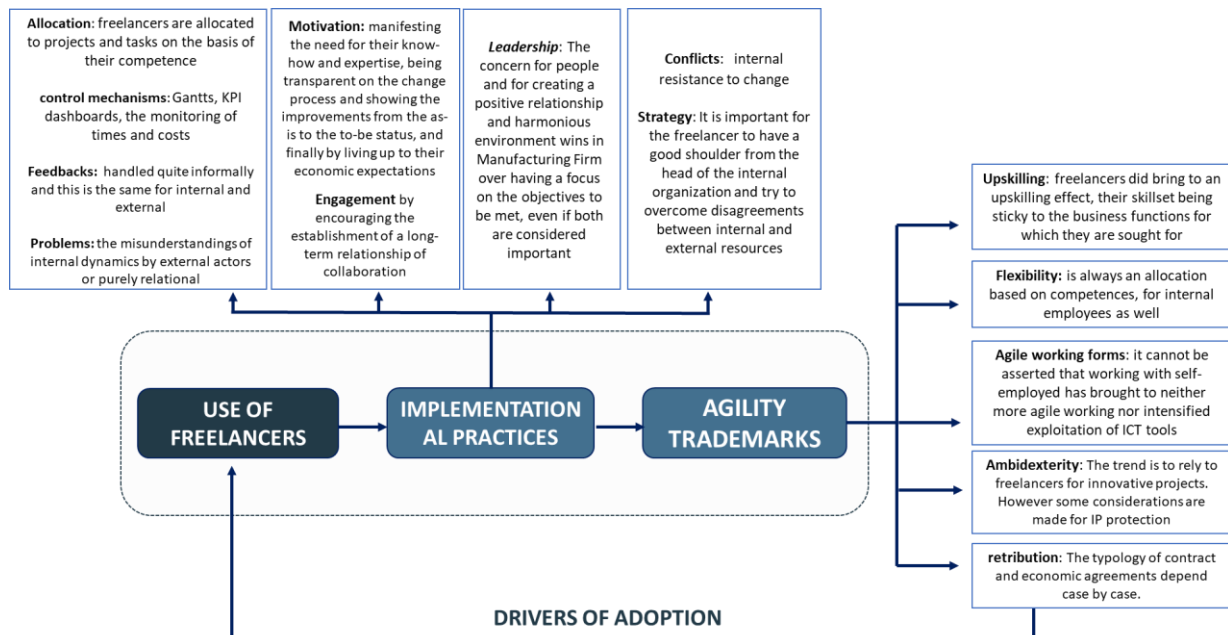 Allocation: freelancers are allocated
to projects and tasks on the basis of
their competence
control mechanisms: Gantts, KPI
dashboards, the monitoring of
times and costs
Feedbacks: handled quite informally
and this is the same for internal and
external
Problems: the misunderstandings of
internal dynamics by external actors
or purely relational
Motivation: manifesting
the need for their know-
how and expertise, being
transparent on the change
process and showing the
improvements from the as-
is to the to-be status, and
finally by living up to their
economic expectations
Engagement by
encouraging the
establishment of a long-
term relationship of
collaboration
Leadership: The
concern for people
and for creating a
positive relationship
and harmonious
environment wins in
Manufacturing Firm
over having a focus
on the objectives to
be met, even if both
are considered
important
Conflicts: internal
resistance to change
Strategy: It is important for
the freelancer to have a
good shoulder from the
head of the internal
organization and try to
overcome disagreements
between internal and
external resources
USE OF
FREELANCERS
IMPLEMENTATION
AL PRACTICES
AGILITY
TRADEMARKS
Upskilling: freelancers did bring to an
upskilling effect, their skillset being
sticky to the business functions for
which they are sought for
Flexibility: is always an allocation
based on competences, for internal
employees as well
Agile working forms: it cannot be
asserted that working with self-
employed has brought to neither
more agile working nor intensified
exploitation of ICT tools
Ambidexterity: The trend is to rely to
freelancers for innovative projects.
However some considerations are
made for IP protection
retribution: The typology of contract
and economic agreements depend
case by case.
DRIVERS OF ADOPTION